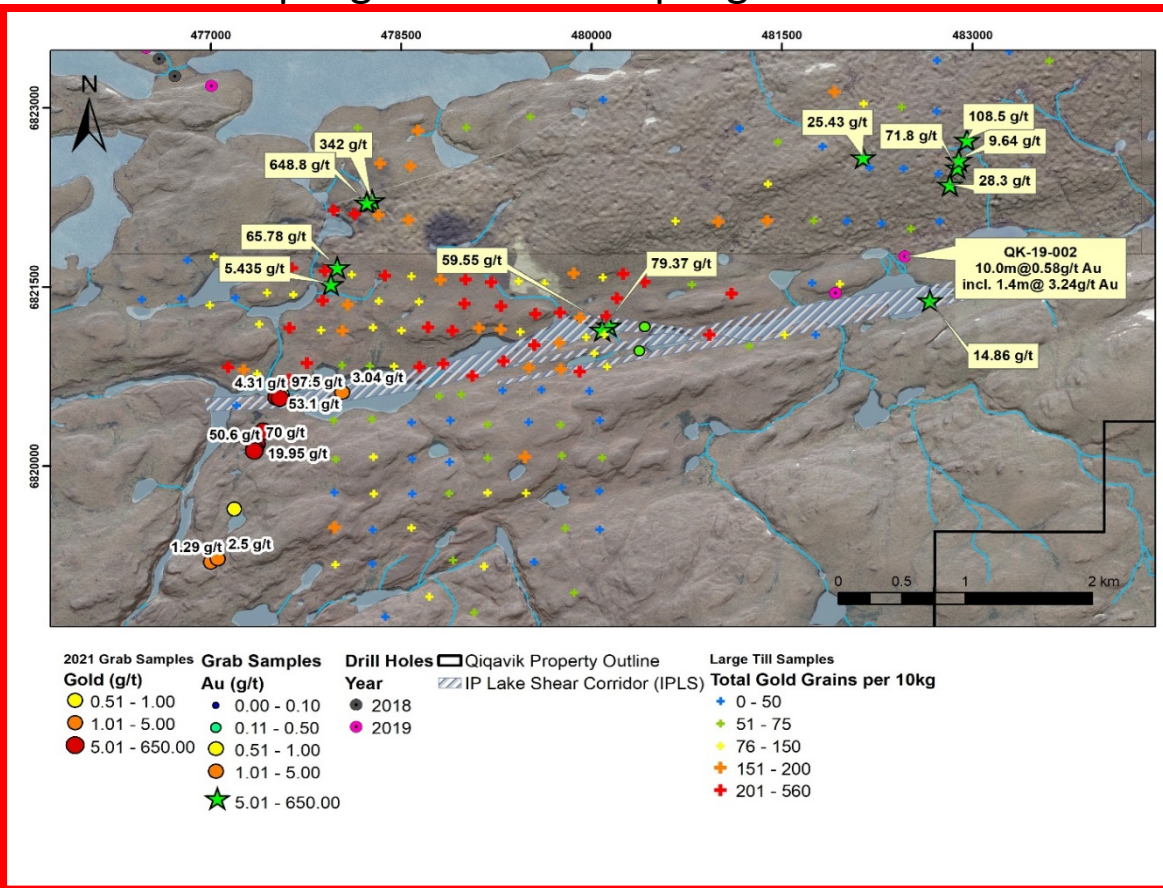 477000 478500 480000 481500 483000
6823000
6821500
6820000
N
342 g/t
648.8 g/t
65.78 g/t
5.435 g/t
59.55 g/t
79.37 g/t
25.43 g/t
71.8 g/t
108.5 g/t
9.64 g/t
28.3 g/t
QK-19-002
10.0m@0.58g/t Au
incl. 1.4m@ 3.24g/t Au
14.86 g/t
4.31 g/t
97.5 g/t
3.04 g/t
53.1 g/t
50.6 g/t
70 g/t
19.95 g/t
1.29 g/t
2.5 g/t
0 0.5 1 2 km
2021 Grab Samples
Gold (g/t)
0.51 - 1.00
1.01 - 5.00
5.01 - 650.00
Grab Samples
Au (g/t)
0.00 - 0.10
0.11 - 0.50
0.51 - 1.00
1.01 - 5.00
5.01 - 650.00
Drill Holes
Year
2018
2019
Qiqavik Property Outline
IP Lake Shear Corridor (IPLS)
Large Till Samples
Total Gold Grains per 10kg
0 - 50
51 - 75
76 - 150
151 - 200
201 - 560